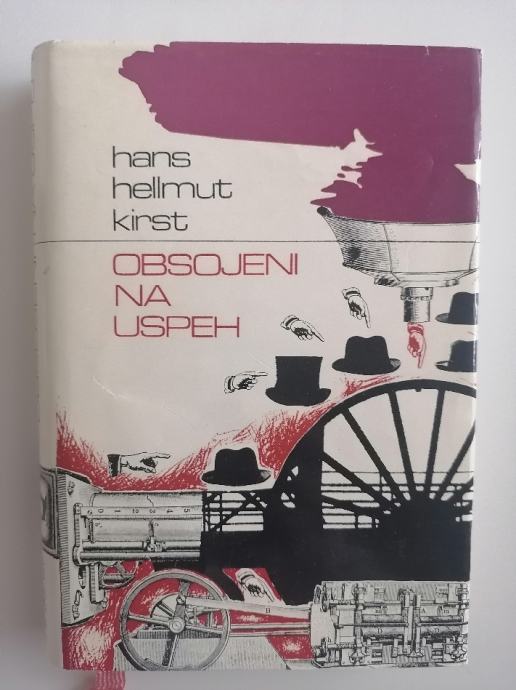 hans
hellmut
kirst
OBSOJENI
NA
USPEH